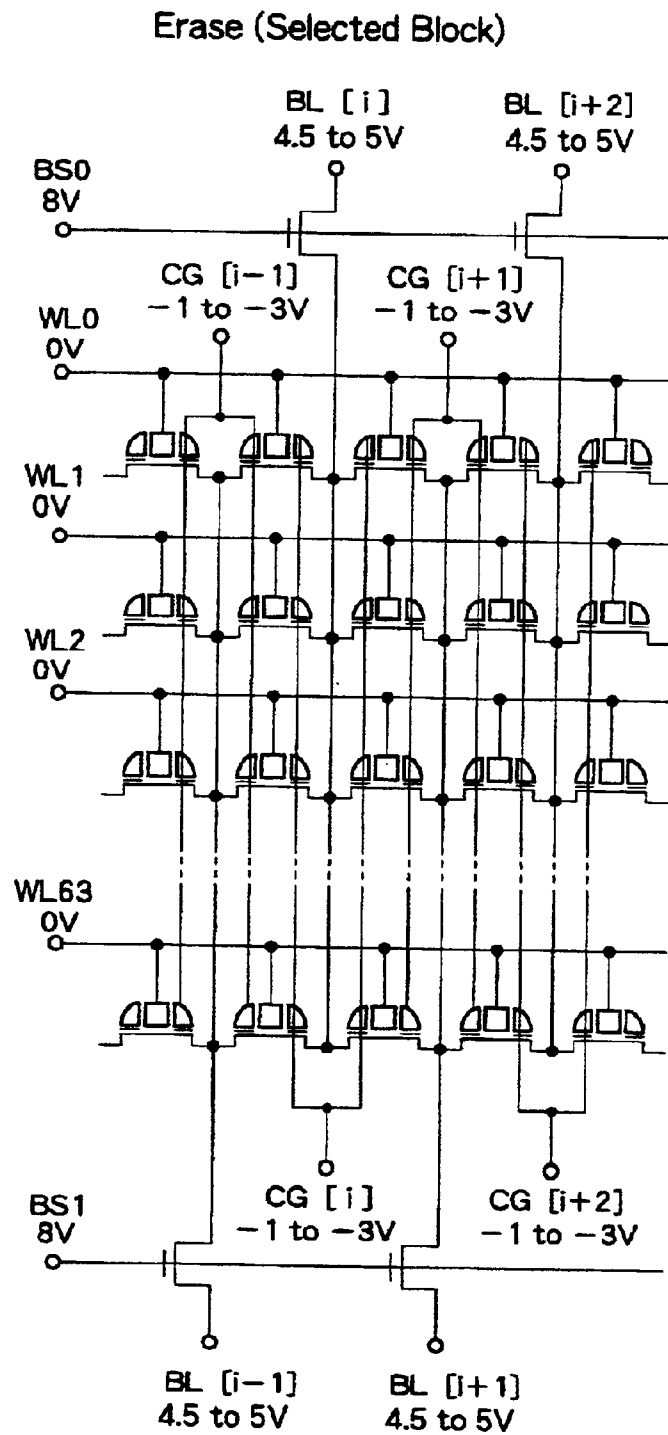 Erase (Selected Block)
BL [i]
4.5 to 5V
BL [i+2]
4.5 to 5V
BS0
8V
CG [i−1]
−1 to −3V
CG [i+1]
−1 to −3V
WL0
0V
WL1
0V
WL2
0V
WL63
0V
CG [i]
−1 to −3V
CG [i+2]
−1 to −3V
BS1
8V
BL [i−1]
4.5 to 5V
BL [i+1]
4.5 to 5V